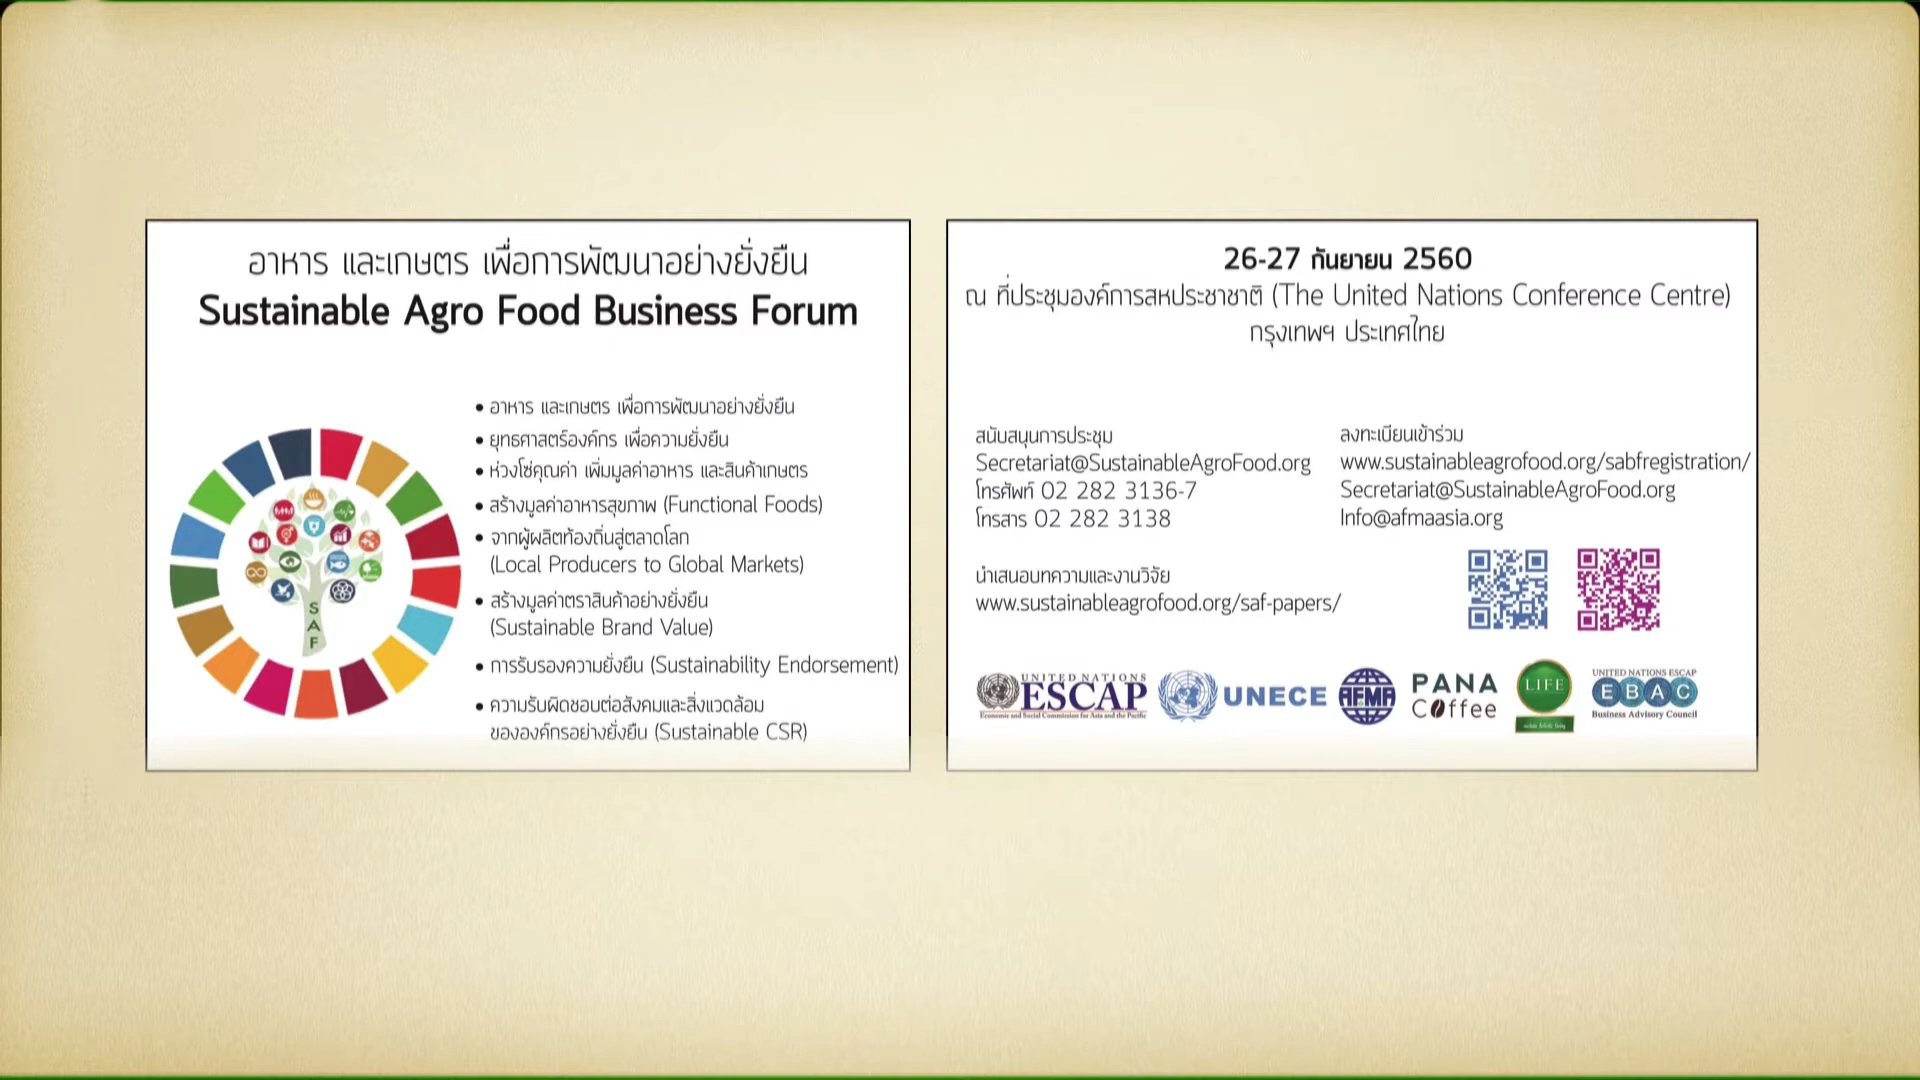 อาหาร และเกษตร เพื่อการพัฒนาอย่างยั่งยืน
Sustainable Agro Food Business Forum
• อาหาร และเกษตร เพื่อการพัฒนาอย่างยั่งยืน
• ยุทธศาสตร์องค์กร เพื่อความยั่งยืน
• ห่วงโซ่คุณค่า เพิ่มมูลค่าอาหาร และสินค้าเกษตร
• สร้างมูลค่าอาหารสุขภาพ (Functional Foods)
• จากผู้ผลิตท้องถิ่นสู่ตลาดโลก
(Local Producers to Global Markets)
• สร้างมูลค่าตราสินค้าอย่างยั่งยืน
(Sustainable Brand Value)
• การรับรองความยั่งยืน (Sustainability Endorsement)
• ความรับผิดชอบต่อสังคมและสิ่งแวดล้อม
ขององค์กรอย่างยั่งยืน (Sustainable CSR)
S
A
F
26-27 กันยายน 2560
ณ ที่ประชุมองค์การสหประชาชาติ (The United Nations Conference Centre)
กรุงเทพฯ ประเทศไทย
สนับสนุนการประชุม
Secretariat@SustainableAgroFood.org
โทรศัพท์ 02 282 3136-7
โทรสาร 02 282 3138
นำเสนอบทความและงานวิจัย
www.sustainableagrofood.org/saf-papers/
ลงทะเบียนเข้าร่วม
www.sustainableagrofood.org/sabfregistration/
Secretariat@SustainableAgroFood.org
Info@afmaasia.org
UNITED NATIONS
ESCAP
Economic and Social Commission for Asia and the Pacific
UNECE
AFMA
PANA
Coffee
LIFE
UNITED NATIONS ESCAP
EBAC
Business Advisory Council